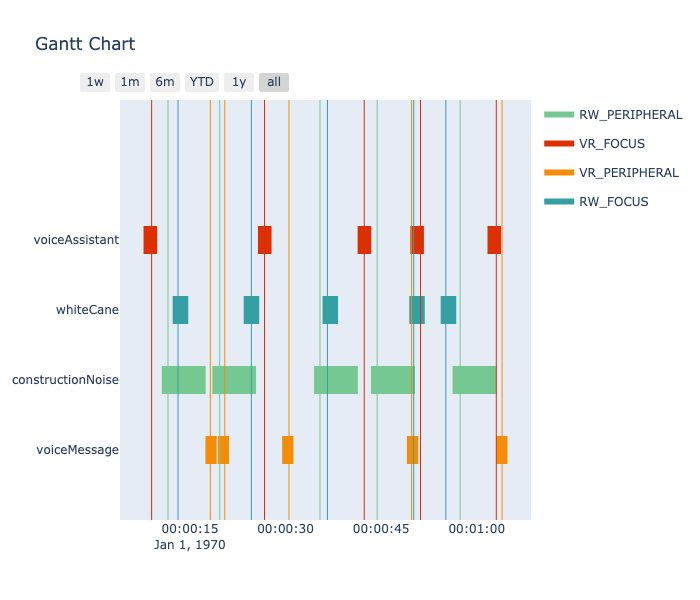 Gantt Chart
1w 1m 6m YTD 1y all
RW_PERIPHERAL
VR_FOCUS
VR_PERIPHERAL
RW_FOCUS
voiceAssistant
whiteCane
constructionNoise
voiceMessage
00:00:15 00:00:30 00:00:45 00:01:00
Jan 1, 1970